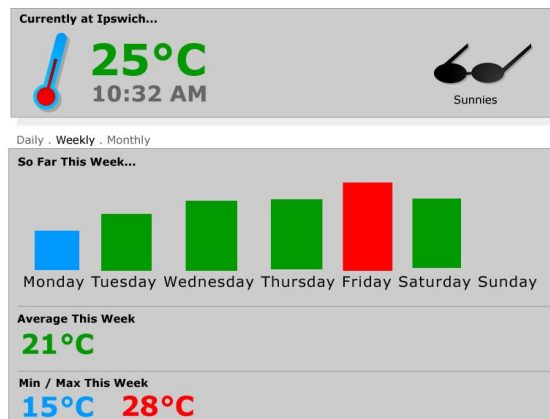 Currently at Ipswich...
25°C
10:32 AM
Sunnies
Daily . Weekly . Monthly
So Far This Week...
Monday Tuesday Wednesday Thursday Friday Saturday Sunday
Average This Week
21°C
Min / Max This Week
15°C 28°C